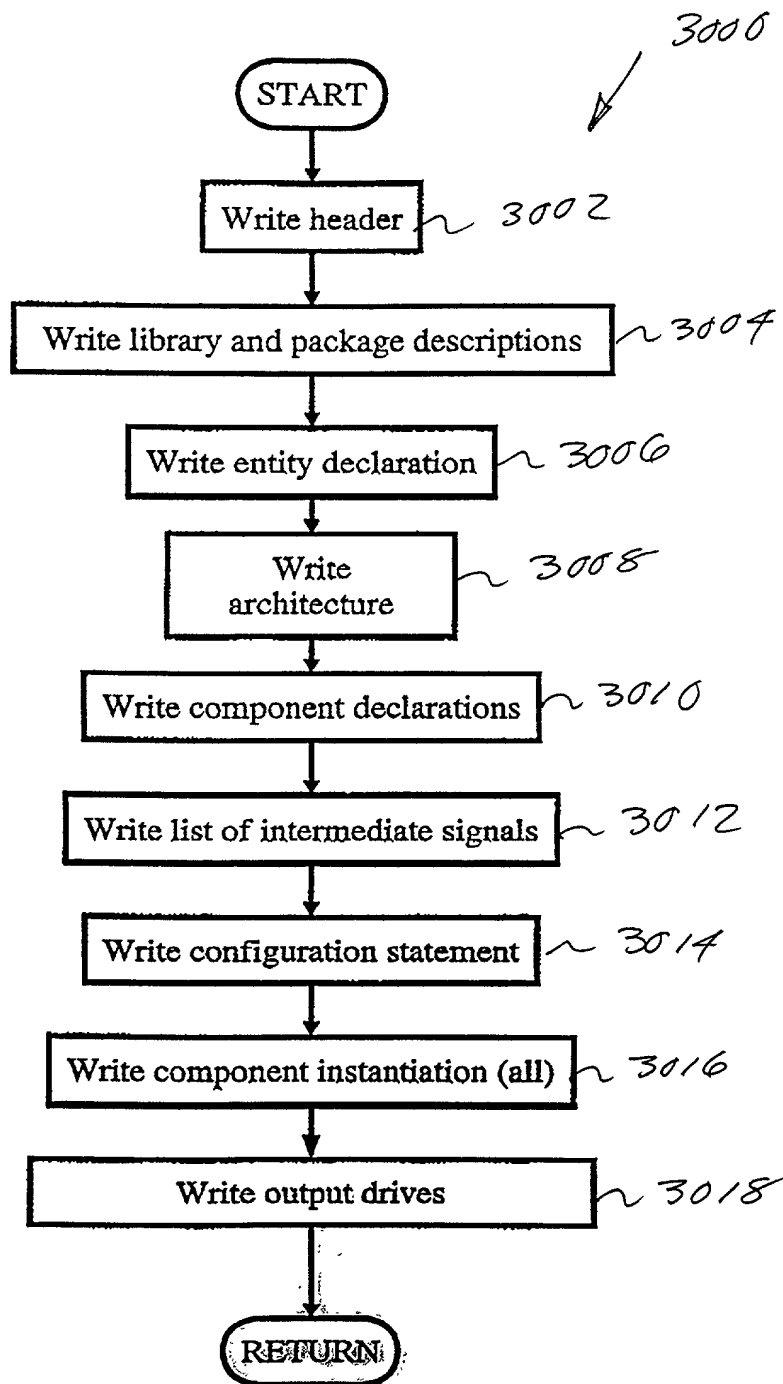 3000
START
Write header 3002
Write library and package descriptions 3004
Write entity declaration 3006
Write 3008
architecture
Write component declarations 3010
Write list of intermediate signals 3012
Write configuration statement 3014
Write component instantiation (all) 3016
Write output drives 3018
RETURN